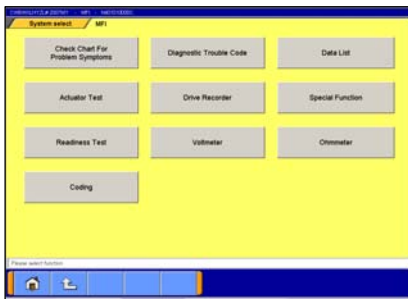 System select
MFI
Check Chart For
Problem Symptoms
Diagnostic Trouble Code
Data List
Actuator Test
Drive Recorder
Special Function
Readiness Test
Voltmeter
Ohmmeter
Coding
Please select function